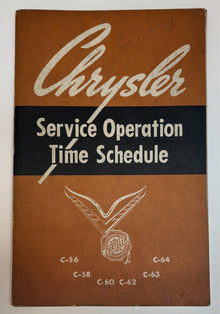 Chrysler
Service Operation
Time Schedule
C-56 C-64
C-58 C-63
C-60 C-62